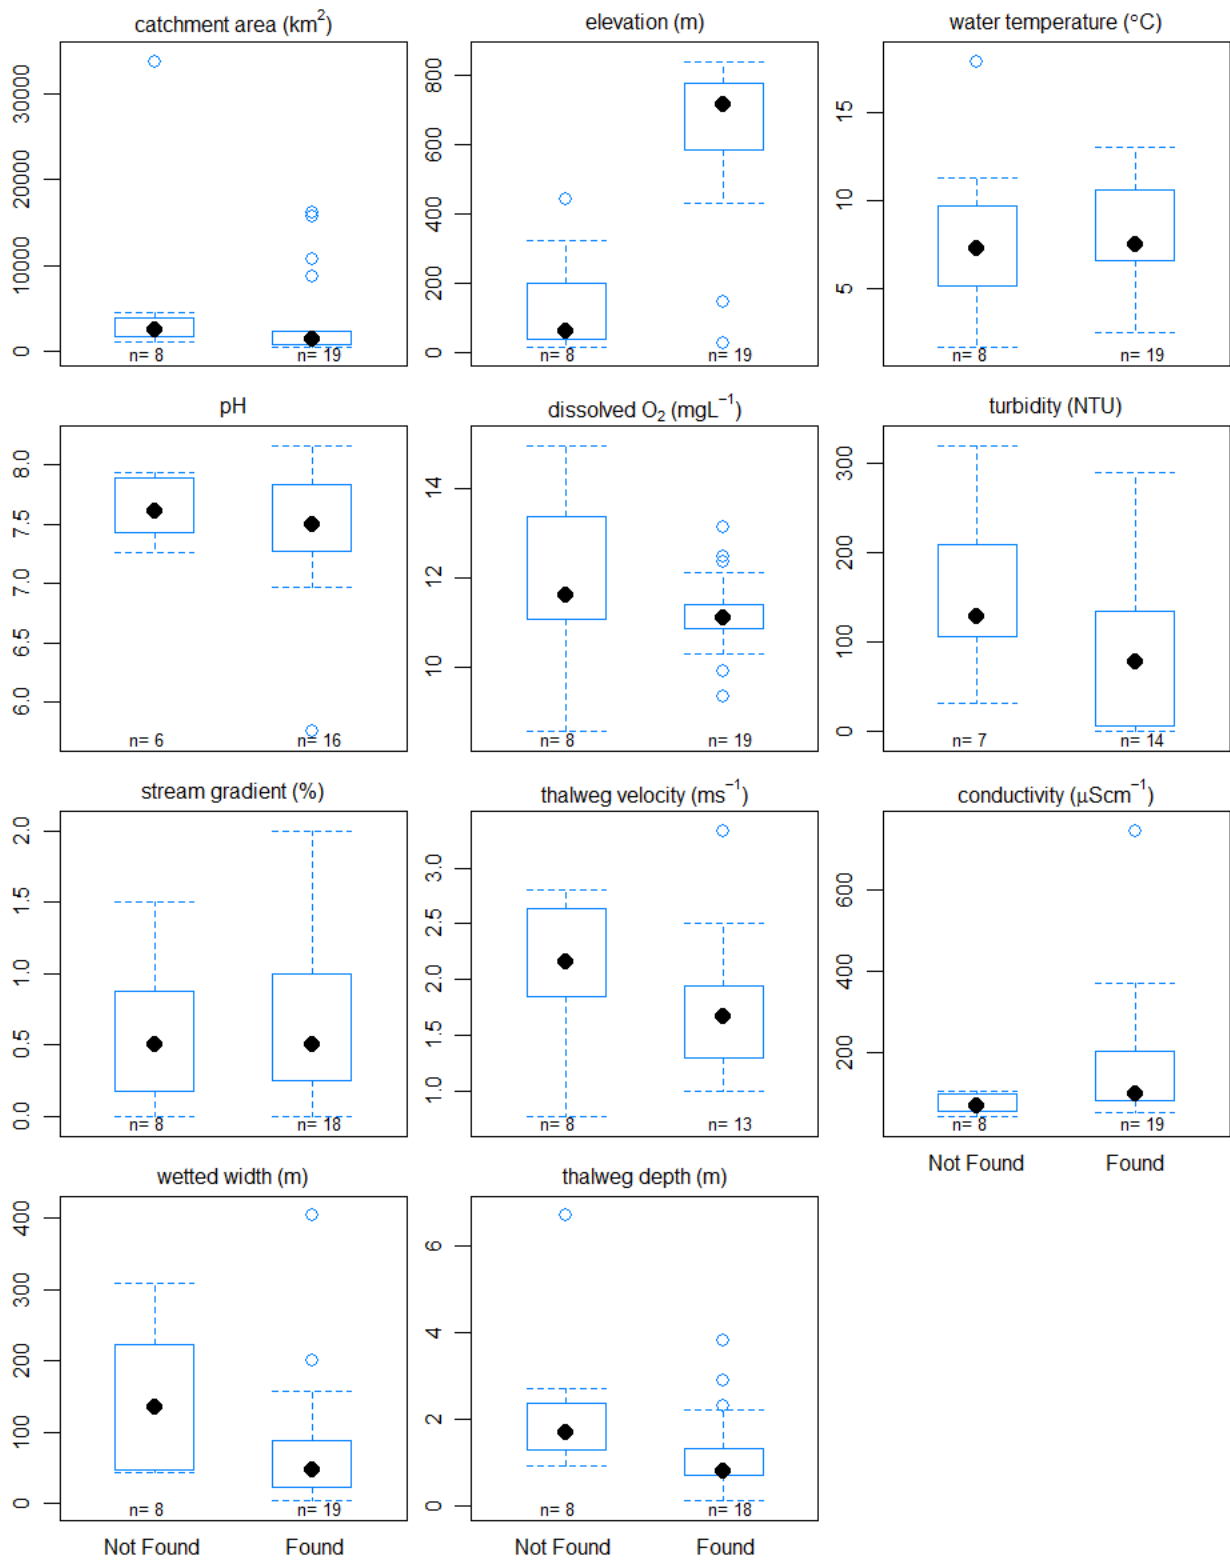 catchment area (km²)
elevation (m)
water temperature (°C)
30000
20000
10000
0
n= 8
n= 19
800
600
400
200
0
n= 8
n= 19
15
10
5
n= 8
n= 19
pH
dissolved O₂ (mgL⁻¹)
turbidity (NTU)
8.0
7.5
7.0
6.5
6.0
n= 6
n= 16
14
12
10
n= 8
n= 19
300
200
100
0
n= 7
n= 14
stream gradient (%)
thalweg velocity (ms⁻¹)
conductivity (μScm⁻¹)
2.0
1.5
1.0
0.5
0.0
n= 8
n= 18
3.0
2.5
2.0
1.5
1.0
n= 8
n= 13
600
400
200
n= 8
n= 19
Not Found
Found
wetted width (m)
thalweg depth (m)
400
300
200
100
0
n= 8
n= 19
6
4
2
0
n= 8
n= 18
Not Found
Found
Not Found
Found